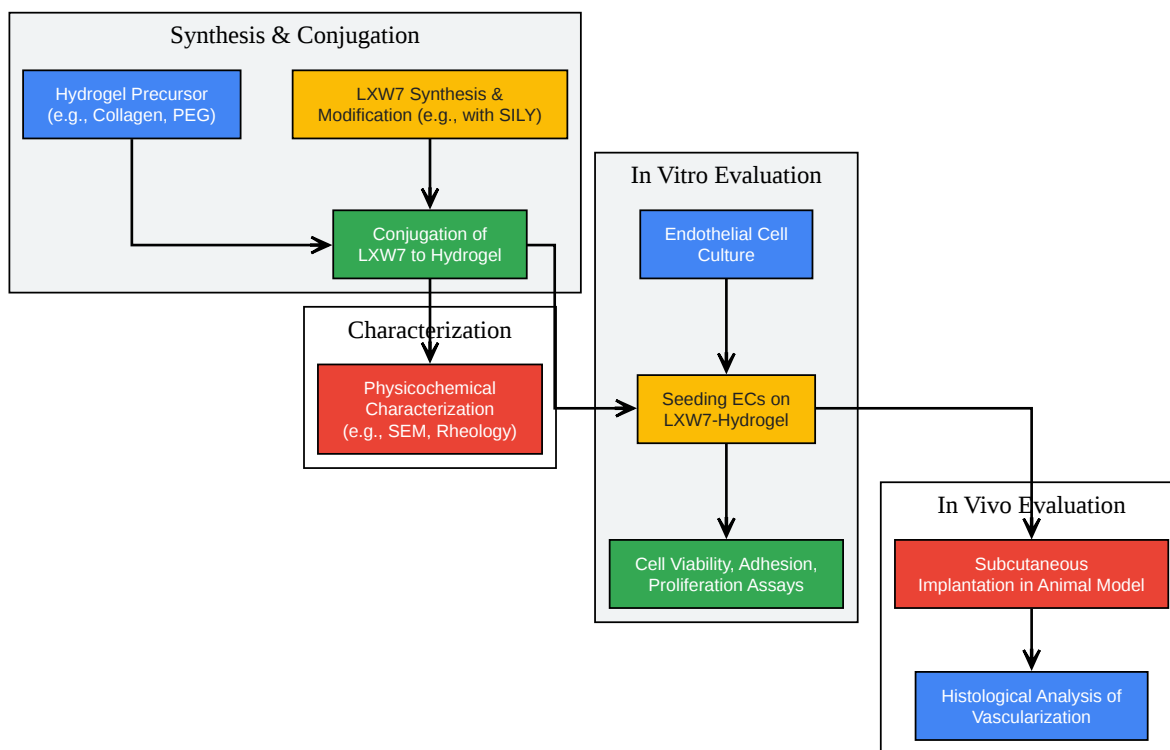 Synthesis & Conjugation
Hydrogel Precursor
(e.g., Collagen, PEG)
LXW7 Synthesis &
Modification (e.g., with SILY)
Conjugation of
LXW7 to Hydrogel
Characterization
Physicochemical
Characterization
(e.g., SEM, Rheology)
In Vitro Evaluation
Endothelial Cell
Culture
Seeding ECs on
LXW7-Hydrogel
Cell Viability, Adhesion,
Proliferation Assays
In Vivo Evaluation
Subcutaneous
Implantation in Animal Model
Histological Analysis of
Vascularization